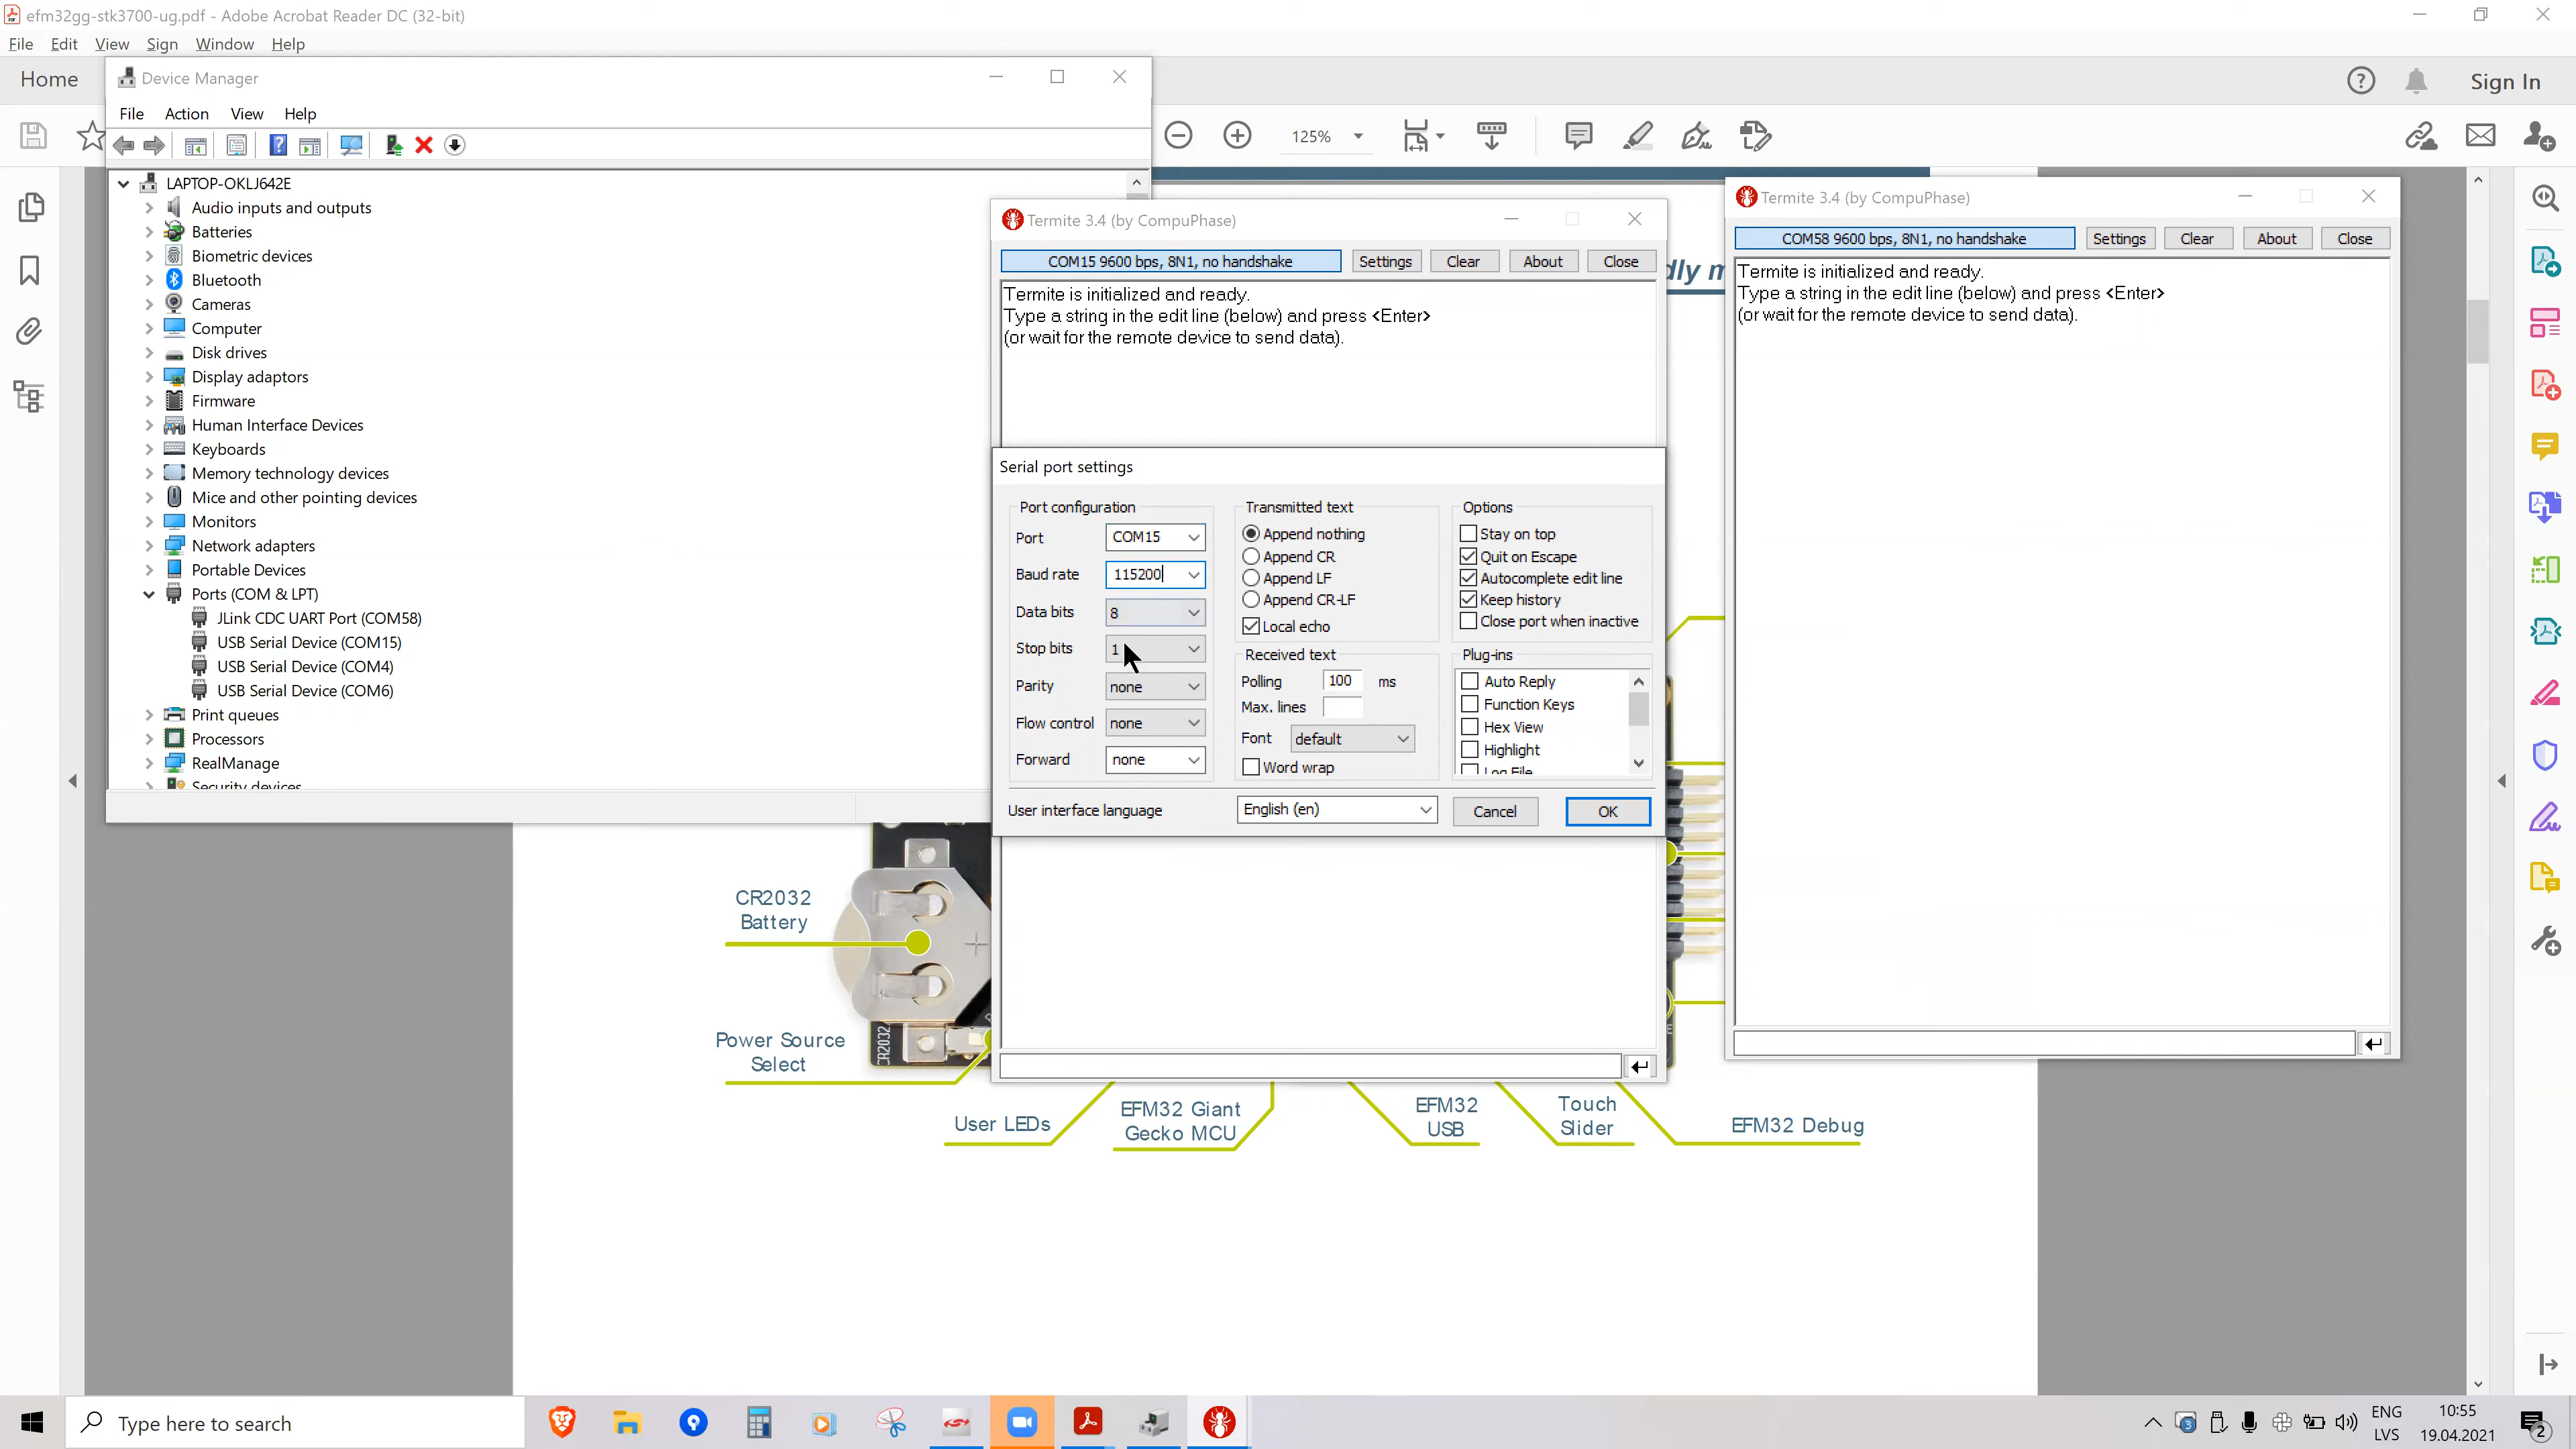 efm32gg-stk3700-ug.pdf - Adobe Acrobat Reader DC (32-bit)
File Edit View Sign Window Help
Home
Sign In
125%
Device Manager
File Action View Help
LAPTOP-OKLJ642E
Audio inputs and outputs
Batteries
Biometric devices
Bluetooth
Cameras
Computer
Disk drives
Display adaptors
Firmware
Human Interface Devices
Keyboards
Memory technology devices
Mice and other pointing devices
Monitors
Network adapters
Portable Devices
Ports (COM & LPT)
JLink CDC UART Port (COM58)
USB Serial Device (COM15)
USB Serial Device (COM4)
USB Serial Device (COM6)
Print queues
Processors
RealManage
Security devices
Termite 3.4 (by CompuPhase)
COM15 9600 bps, 8N1, no handshake Settings Clear About Close
Termite is initialized and ready.
Type a string in the edit line (below) and press <Enter>
(or wait for the remote device to send data).
Serial port settings
Port configuration
Port COM15
Baud rate 115200
Data bits 8
Stop bits 1
Parity none
Flow control none
Forward none
Transmitted text
Append nothing
Append CR
Append LF
Append CR-LF
Local echo
Received text
Polling 100 ms
Max. lines
Font default
Word wrap
Options
Stay on top
Quit on Escape
Autocomplete edit line
Keep history
Close port when inactive
Plug-ins
Auto Reply
Function Keys
Hex View
Highlight
Log File
User interface language English (en) Cancel OK
Termite 3.4 (by CompuPhase)
COM58 9600 bps, 8N1, no handshake Settings Clear About Close
Termite is initialized and ready.
Type a string in the edit line (below) and press <Enter>
(or wait for the remote device to send data).
CR2032
Battery
CR2032
Power Source
Select
User LEDs
EFM32 Giant
Gecko MCU
EFM32
USB
Touch
Slider
EFM32 Debug
Type here to search
3
ENG
LVS
10:55
19.04.2021
2